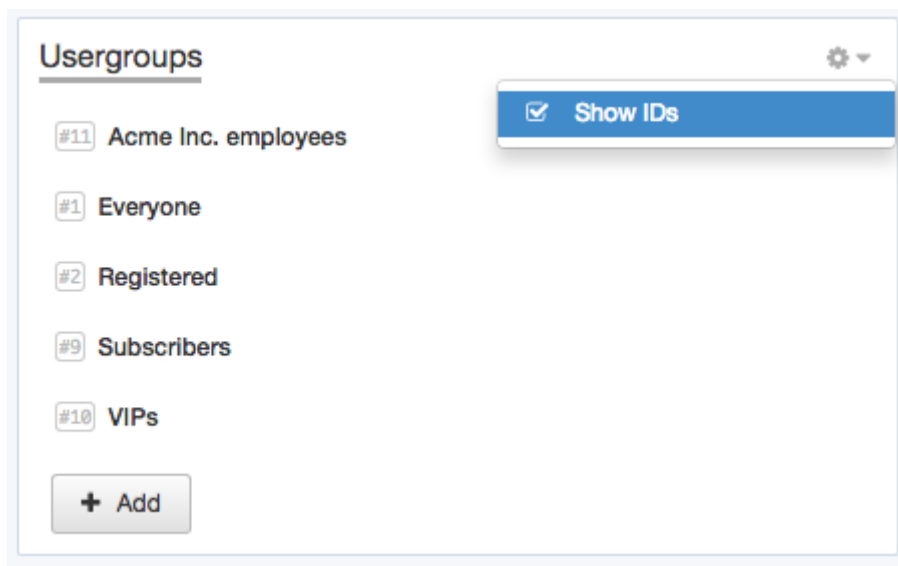 Usergroups
Show IDs
#11 Acme Inc. employees
#1 Everyone
#2 Registered
#9 Subscribers
#10 VIPs
+ Add